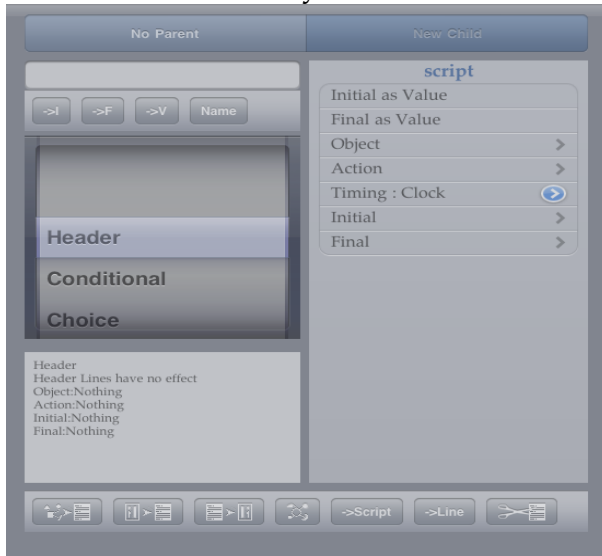 No Parent
New Child
script
->I
->F
->V
Name
Initial as Value
Final as Value
Object
Action
Timing : Clock
Initial
Final
Header
Conditional
Choice
Header
Header Lines have no effect
Object:Nothing
Action:Nothing
Initial:Nothing
Final:Nothing
->Script
->Line